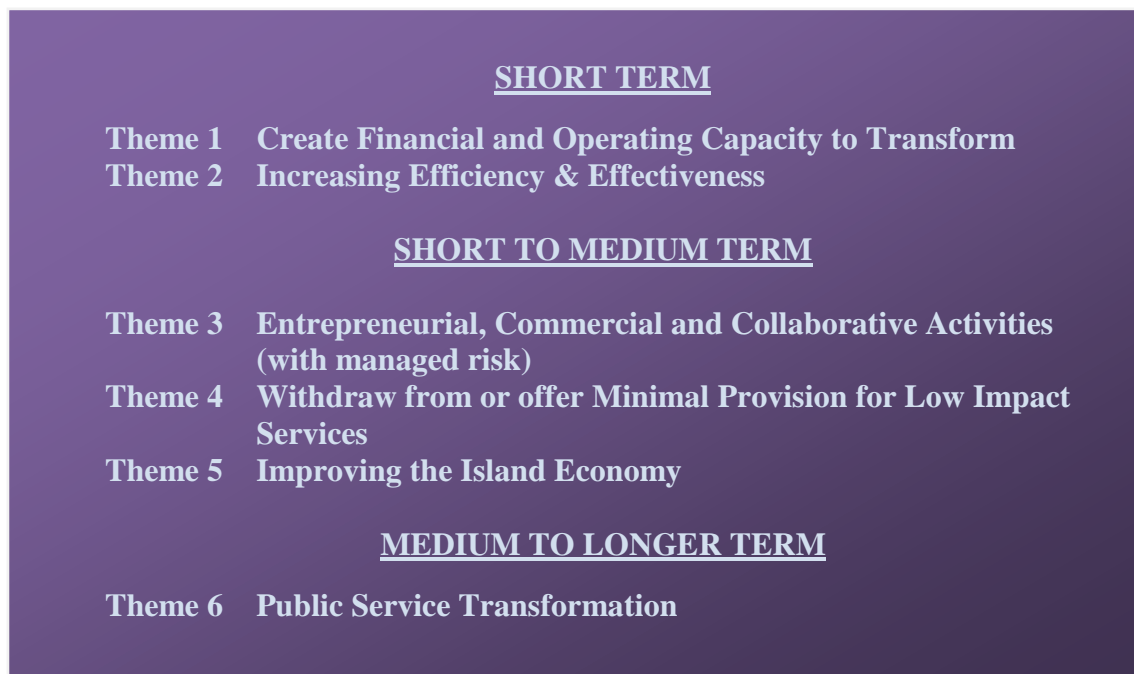 SHORT TERM
Theme 1 Create Financial and Operating Capacity to Transform
Theme 2 Increasing Efficiency & Effectiveness
SHORT TO MEDIUM TERM
Theme 3 Entrepreneurial, Commercial and Collaborative Activities
(with managed risk)
Theme 4 Withdraw from or offer Minimal Provision for Low Impact
Services
Theme 5 Improving the Island Economy
MEDIUM TO LONGER TERM
Theme 6 Public Service Transformation